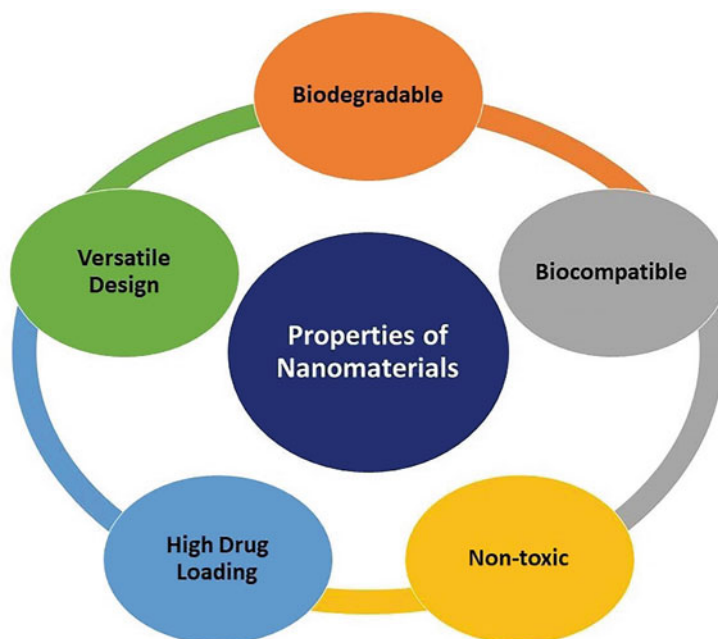 Biodegradable
Versatile
Design
Biocompatible
Properties of
Nanomaterials
High Drug
Loading
Non-toxic